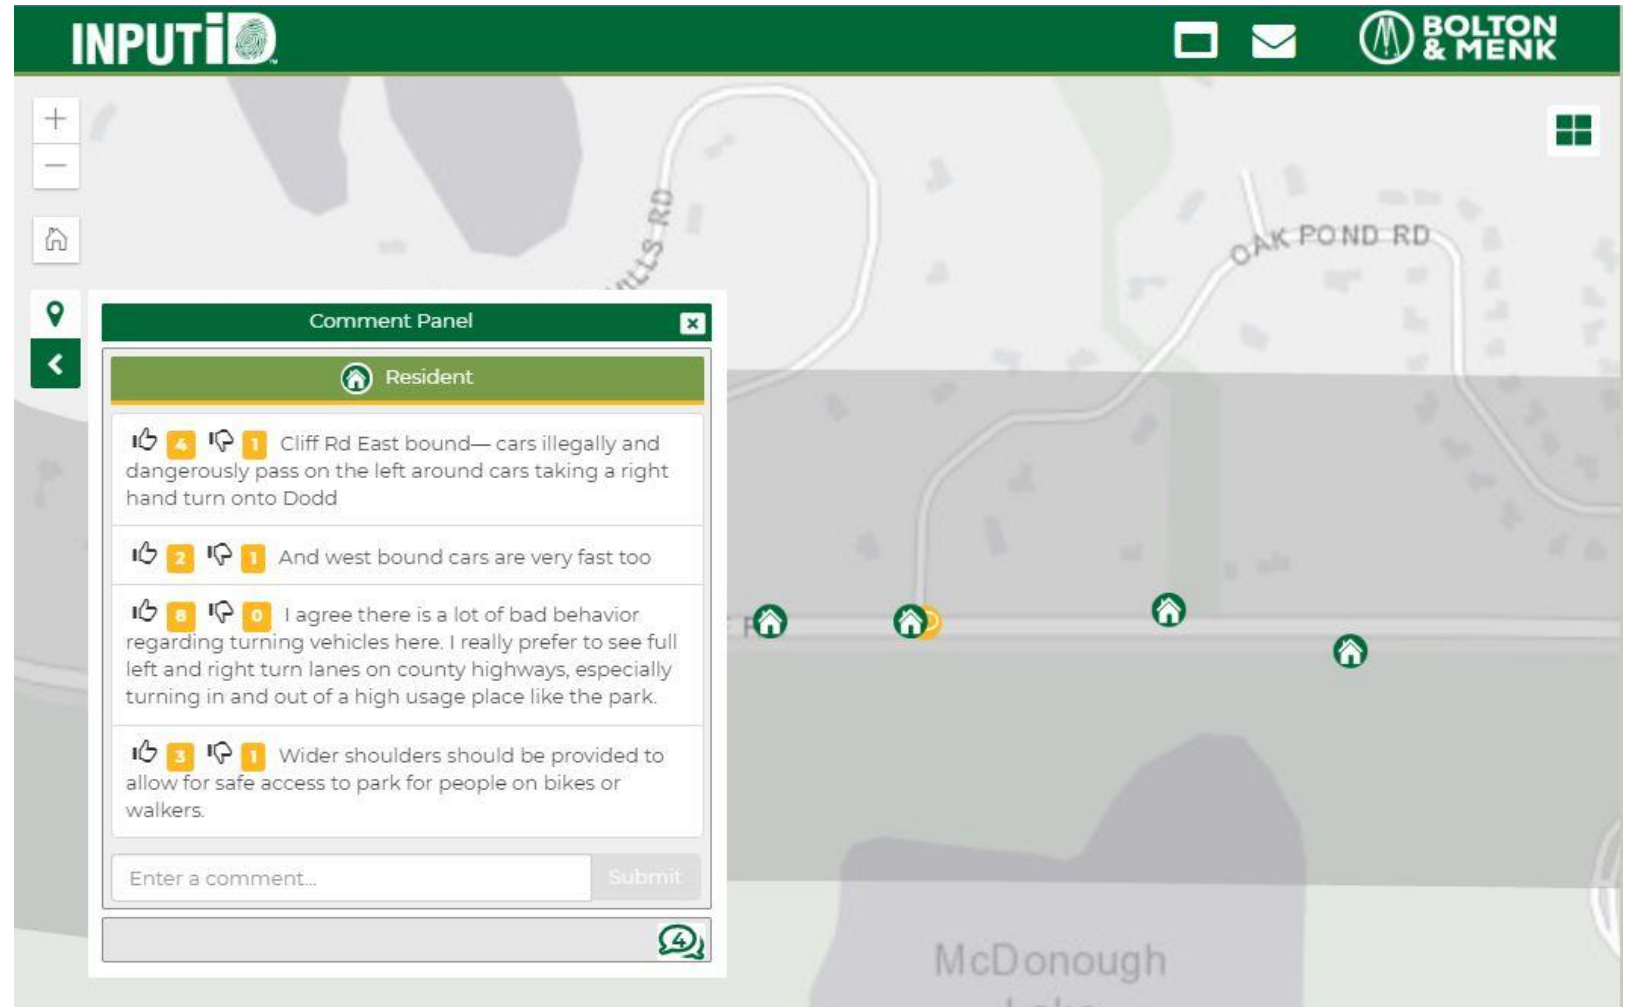 INPUTiD
BOLTON
& MENK
OAK POND RD
ILLS RD
Comment Panel
Resident
4 1 Cliff Rd East bound— cars illegally and
dangerously pass on the left around cars taking a right
hand turn onto Dodd
2 1 And west bound cars are very fast too
8 0 I agree there is a lot of bad behavior
regarding turning vehicles here. I really prefer to see full
left and right turn lanes on county highways, especially
turning in and out of a high usage place like the park.
3 1 Wider shoulders should be provided to
allow for safe access to park for people on bikes or
walkers.
Enter a comment...
Submit
4
McDonough
Lake